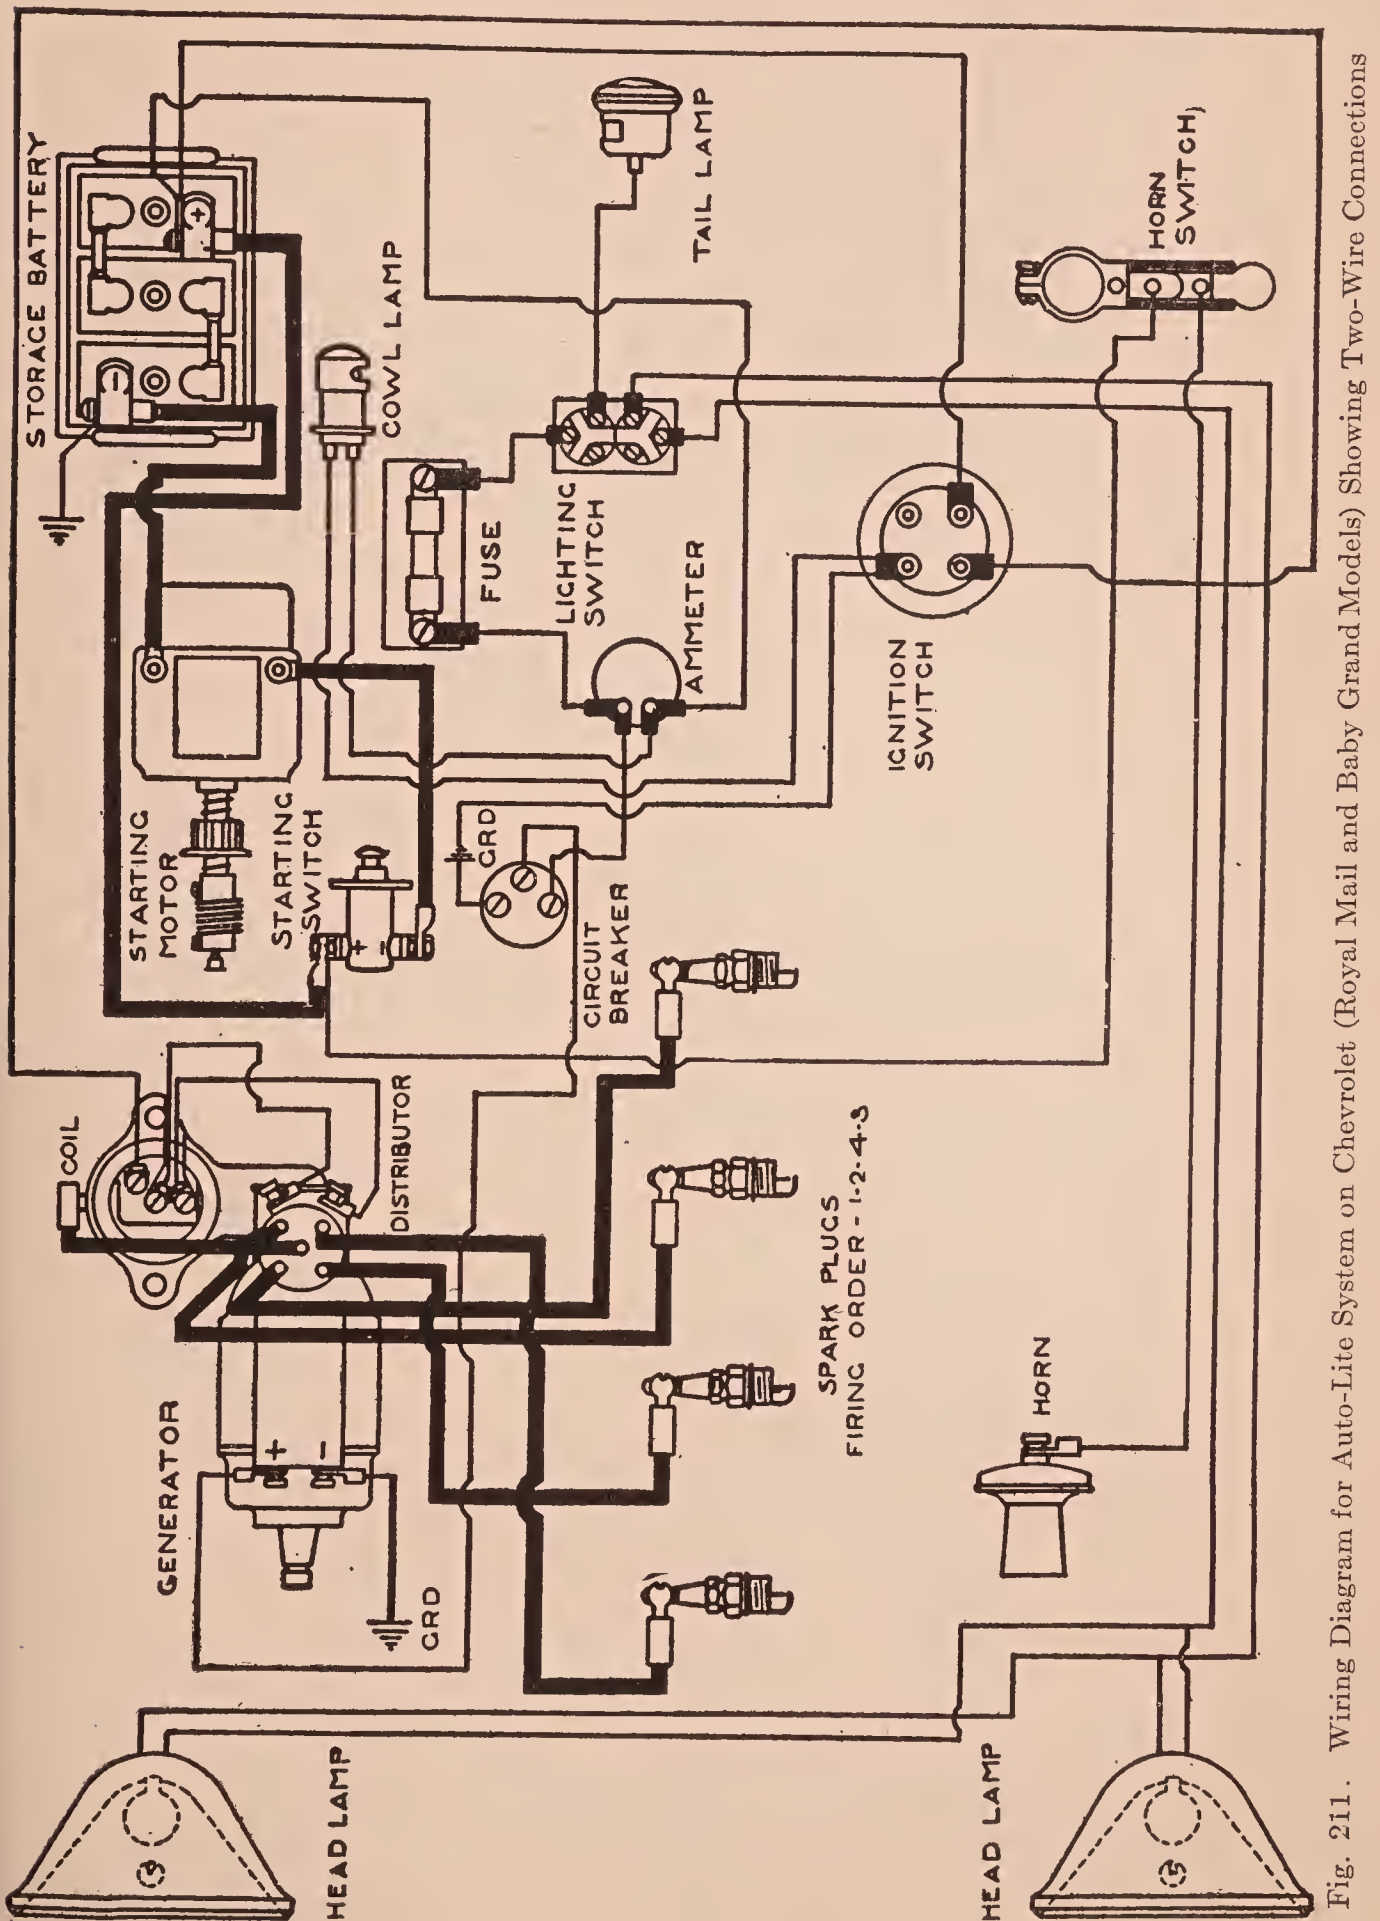 STORACE BATTERY
+
-
COWL LAMP
TAIL LAMP
HORN
SWITCH
FUSE
LIGHTING
SWITCH
AMMETER
IGNITION
SWITCH
STARTING
MOTOR
STARTING
SWITCH
+
-
GRD
CIRCUIT
BREAKER
COIL
DISTRIBUTOR
SPARK PLUGS
FIRING ORDER - 1-2-4-3
GENERATOR
+
-
GRD
HORN
HEAD LAMP
HEAD LAMP
Fig. 211. Wiring Diagram for Auto-Lite System on Chevrolet (Royal Mail and Baby Grand Models) Showing Two-Wire Connections